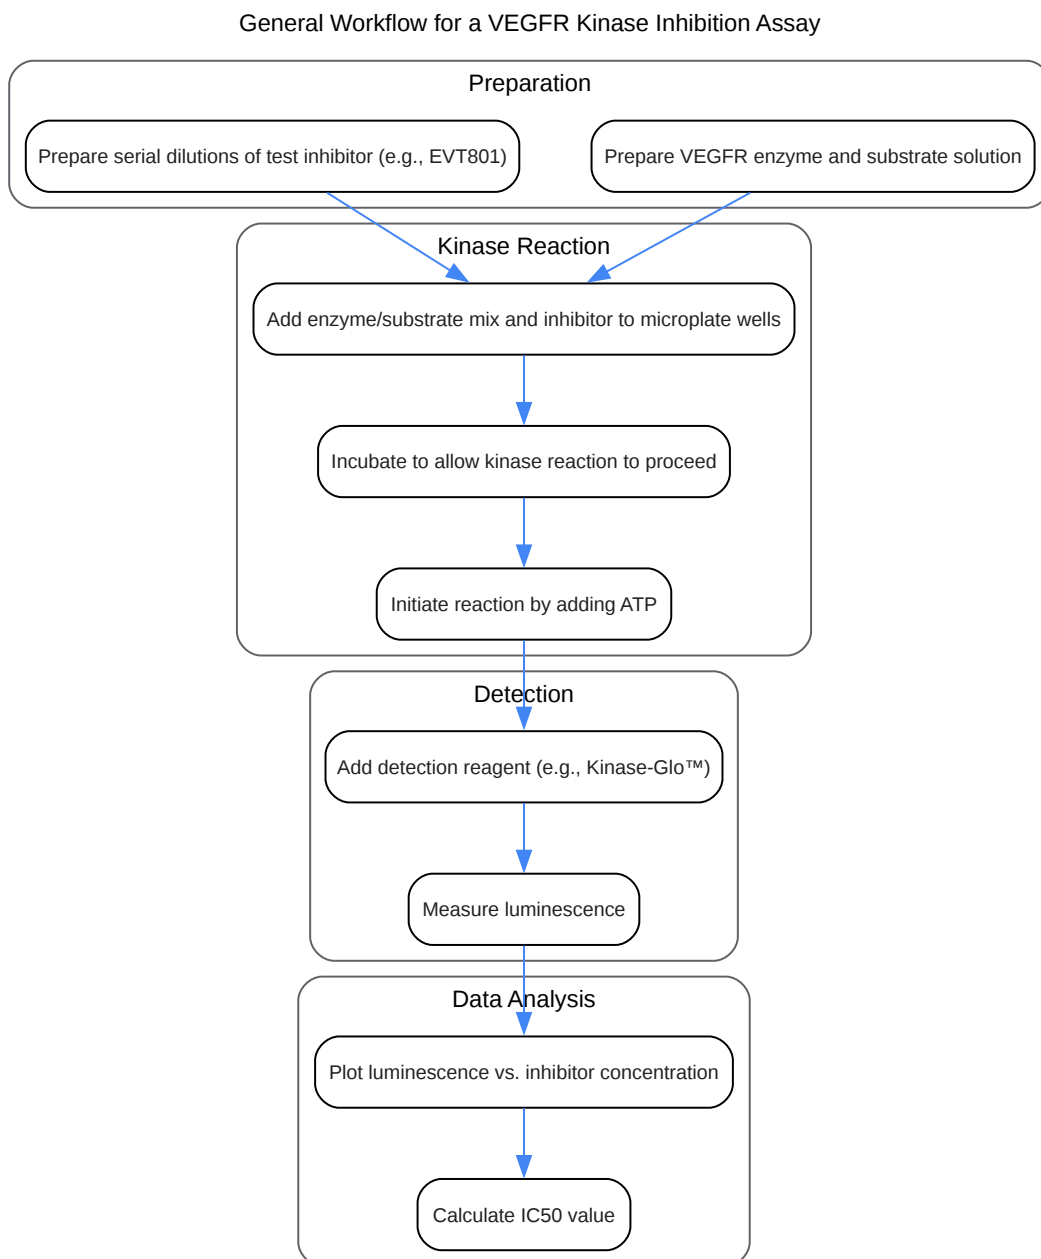 General Workflow for a VEGFR Kinase Inhibition Assay
Preparation
Prepare serial dilutions of test inhibitor (e.g., EVT801)
Prepare VEGFR enzyme and substrate solution
Kinase Reaction
Add enzyme/substrate mix and inhibitor to microplate wells
Incubate to allow kinase reaction to proceed
Initiate reaction by adding ATP
Detection
Add detection reagent (e.g., Kinase-Glo™)
Measure luminescence
Data Analysis
Plot luminescence vs. inhibitor concentration
Calculate IC50 value